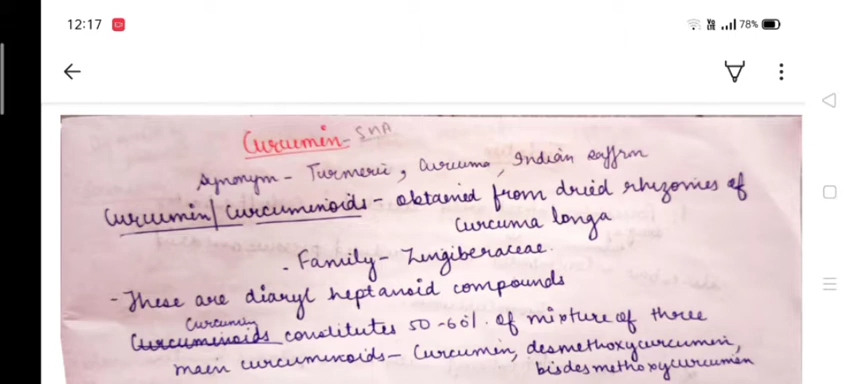 12:17
Vo LTE 78%
Curcumin - SNA
Synonym - Turmeric, Curcuma, Indian saffron
Curcumin/Curcuminoids - obtained from dried rhizomes of
Curcuma longa
- Family - Zingiberaceae.
- These are diaryl heptanoid compounds
Curcumin
Curcuminoids constitutes 50-60% of mixture of three
main curcuminoids - Curcumin, desmethoxycurcumin,
bisdesmethoxycurcumin